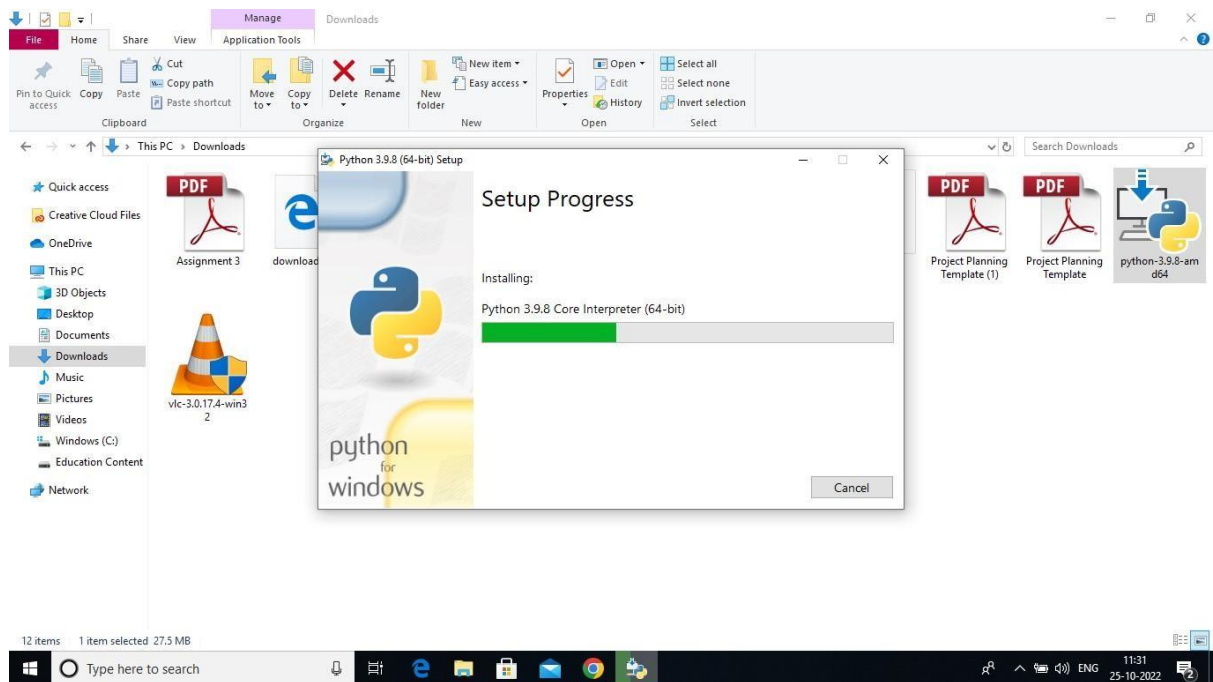 Manage
Downloads
File
Home
Share
View
Application Tools
Pin to Quick
access
Copy
Paste
Cut
Copy path
Paste shortcut
Clipboard
Move
to
Copy
to
Delete
Rename
Organize
New
folder
New item
Easy access
New
Properties
Open
Edit
History
Open
Select all
Select none
Invert selection
Select
This PC > Downloads
Search Downloads
Quick access
Creative Cloud Files
OneDrive
This PC
3D Objects
Desktop
Documents
Downloads
Music
Pictures
Videos
Windows (C:)
Education Content
Network
PDF
Assignment 3
download
vlc-3.0.17.4-win3
2
Python 3.9.8 (64-bit) Setup
Setup Progress
Installing:
Python 3.9.8 Core Interpreter (64-bit)
python
for
windows
Cancel
PDF
Project Planning
Template (1)
PDF
Project Planning
Template
python-3.9.8-am
d64
12 items
1 item selected 27.5 MB
Type here to search
ENG
11:31
25-10-2022
2